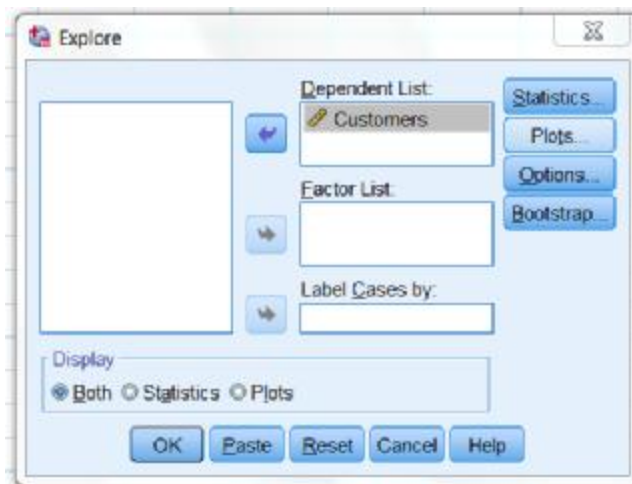 Explore
Dependent List:
Customers
Statistics...
Plots...
Options...
Bootstrap...
Factor List:
Label Cases by:
Display
Both Statistics Plots
OK Paste Reset Cancel Help